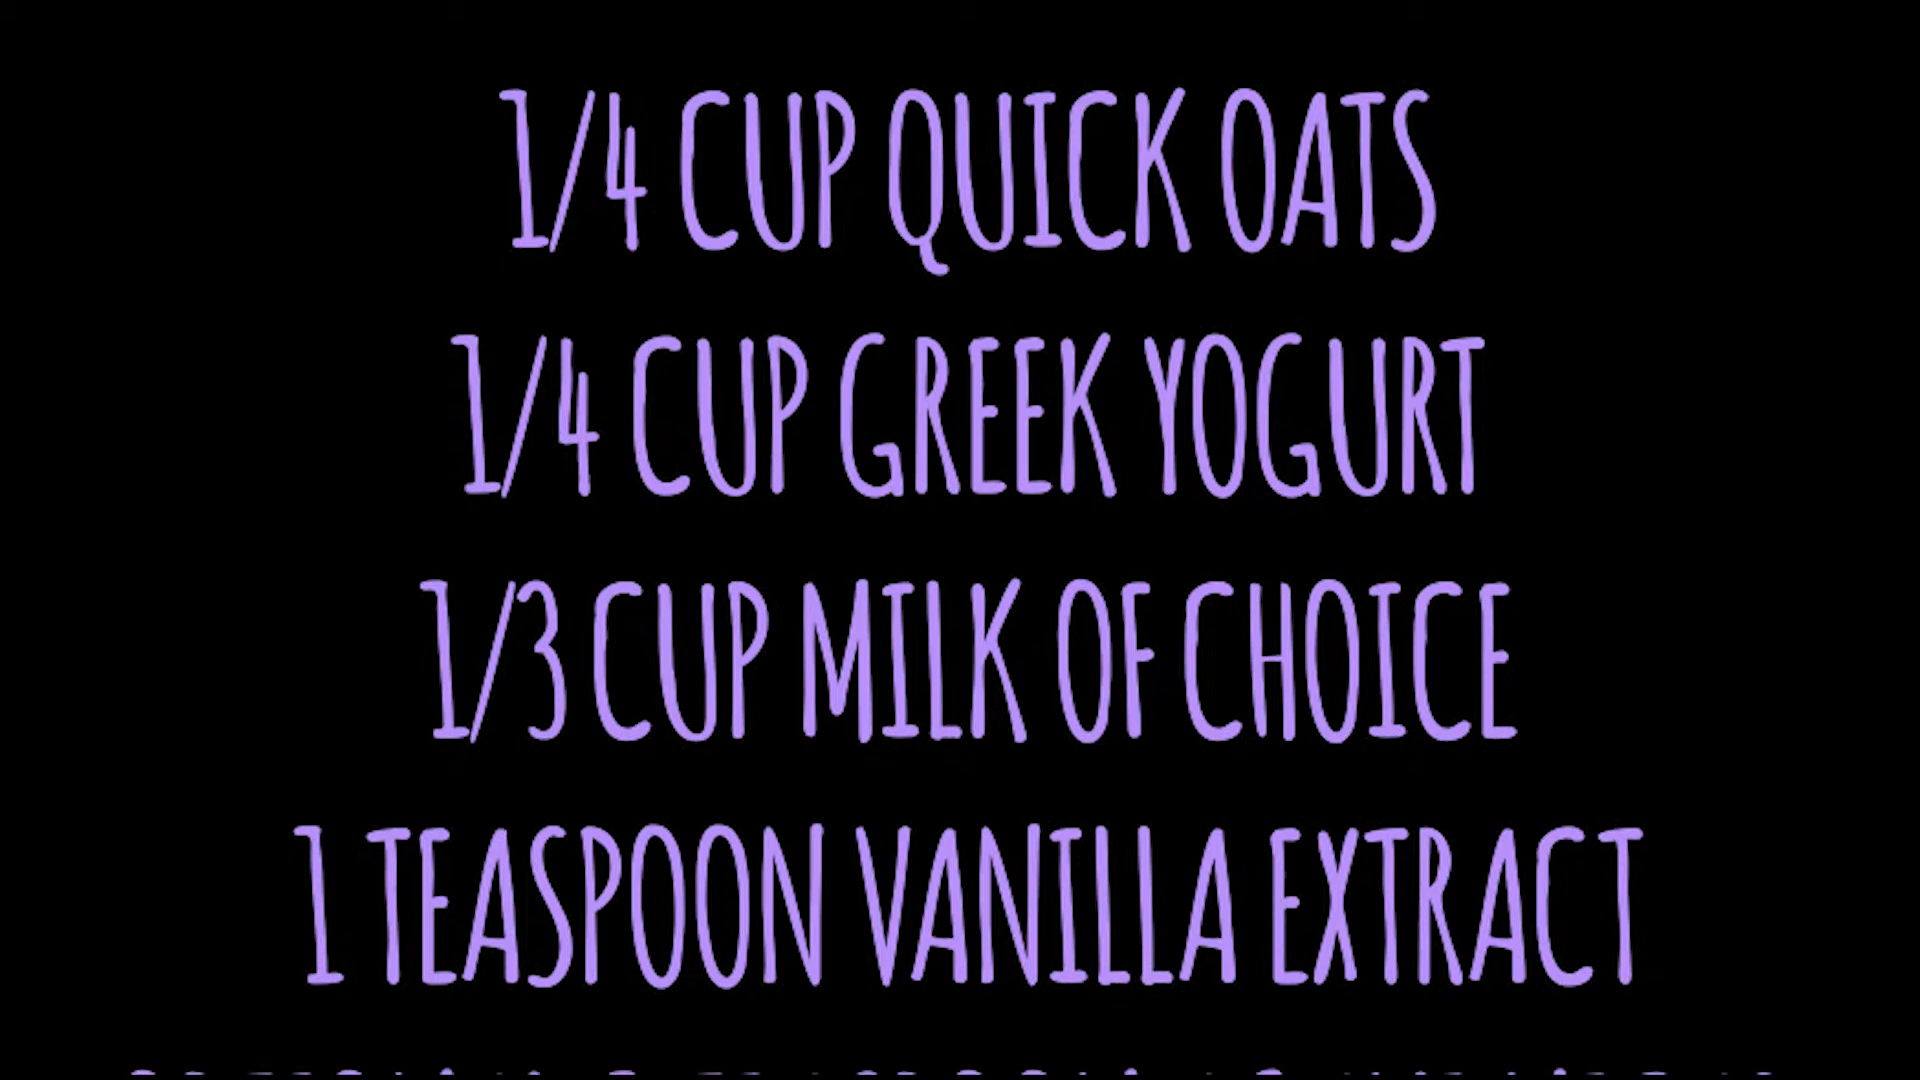 1/4 CUP QUICK OATS
1/4 CUP GREEK YOGURT
1/3 CUP MILK OF CHOICE
1 TEASPOON VANILLA EXTRACT